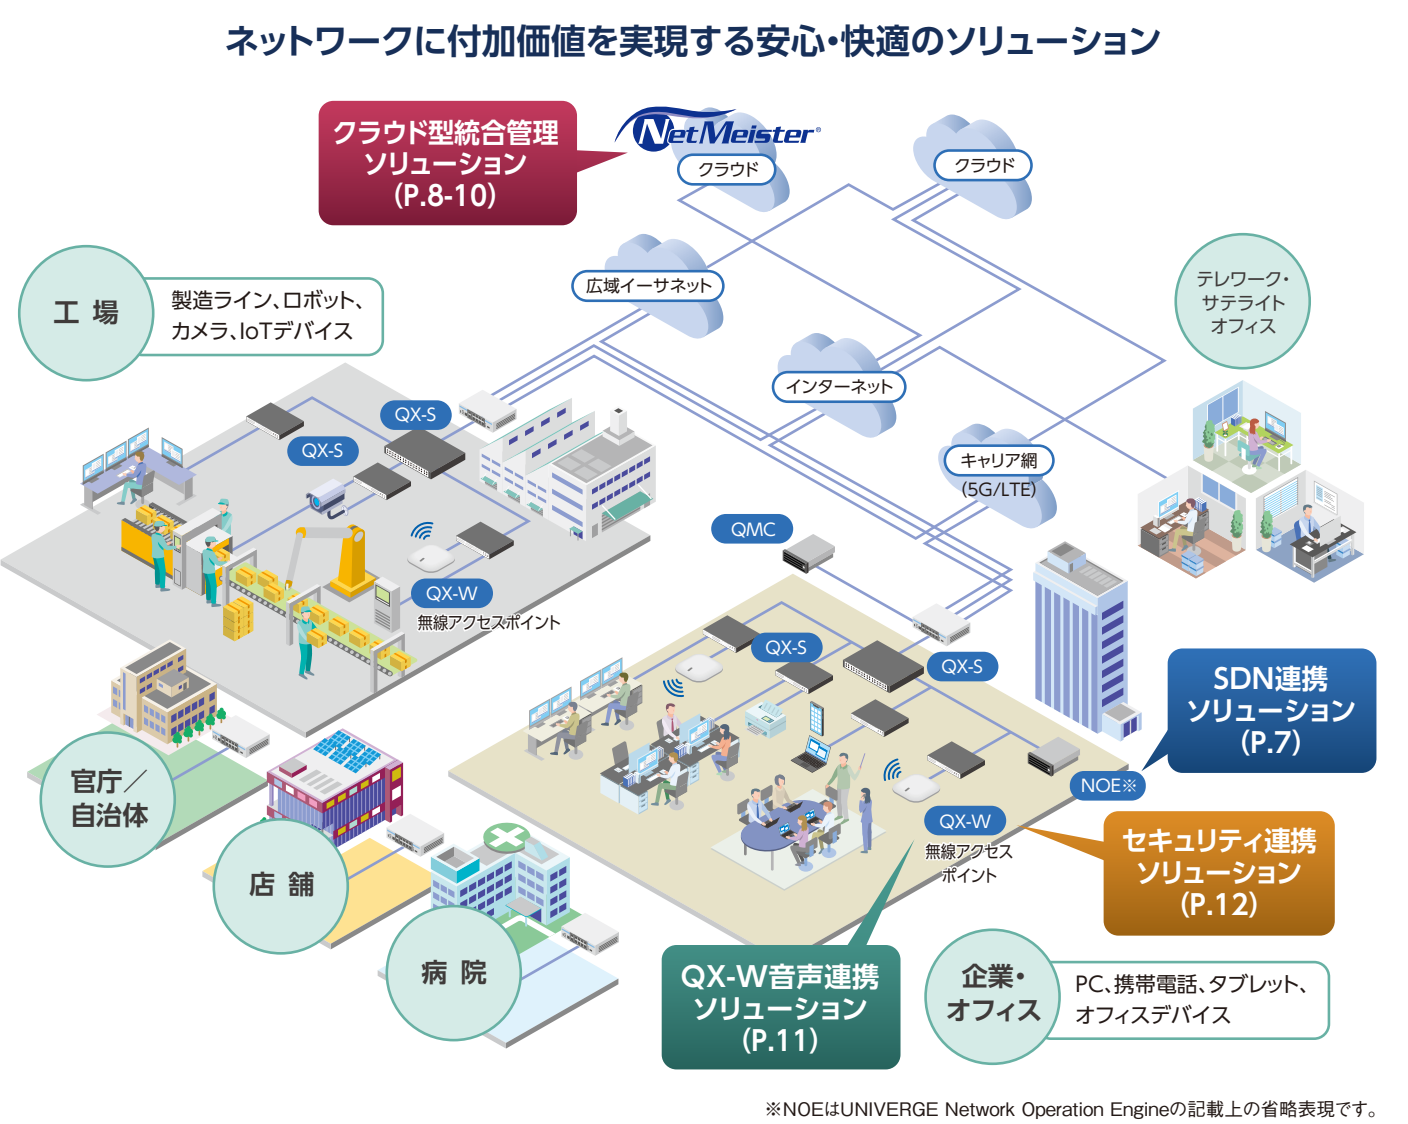 ネットワークに付加価値を実現する安心・快適のソリューション
クラウド型統合管理
ソリューション
(P.8-10)
NetMeister®
クラウド
クラウド
広域イーサネット
インターネット
キャリア網
(5G/LTE)
テレワーク・
サテライト
オフィス
工 場
製造ライン、ロボット、
カメラ、IoTデバイス
QX-S
QX-S
QX-W
無線アクセスポイント
QMC
QX-S
QX-S
NOE※
QX-W
無線アクセス
ポイント
SDN連携
ソリューション
(P.7)
セキュリティ連携
ソリューション
(P.12)
QX-W音声連携
ソリューション
(P.11)
官庁／
自治体
店 舗
病 院
企業・
オフィス
PC、携帯電話、タブレット、
オフィスデバイス
※NOEはUNIVERGE Network Operation Engineの記載上の省略表現です。